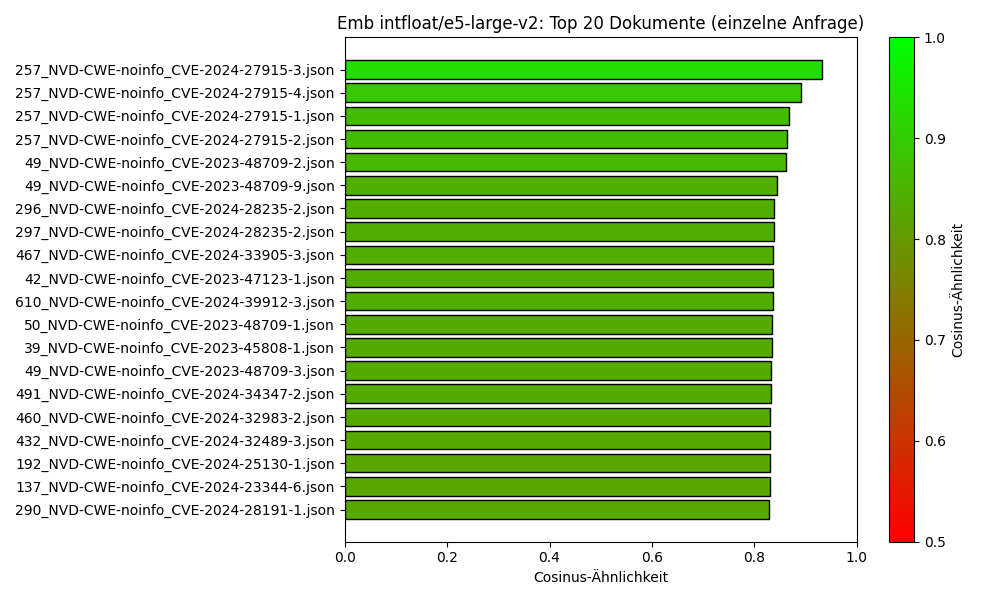 Emb intfloat/e5-large-v2: Top 20 Dokumente (einzelne Anfrage)
257_NVD-CWE-noinfo_CVE-2024-27915-3.json
257_NVD-CWE-noinfo_CVE-2024-27915-4.json
257_NVD-CWE-noinfo_CVE-2024-27915-1.json
257_NVD-CWE-noinfo_CVE-2024-27915-2.json
49_NVD-CWE-noinfo_CVE-2023-48709-2.json
49_NVD-CWE-noinfo_CVE-2023-48709-9.json
296_NVD-CWE-noinfo_CVE-2024-28235-2.json
297_NVD-CWE-noinfo_CVE-2024-28235-2.json
467_NVD-CWE-noinfo_CVE-2024-33905-3.json
42_NVD-CWE-noinfo_CVE-2023-47123-1.json
610_NVD-CWE-noinfo_CVE-2024-39912-3.json
50_NVD-CWE-noinfo_CVE-2023-48709-1.json
39_NVD-CWE-noinfo_CVE-2023-45808-1.json
49_NVD-CWE-noinfo_CVE-2023-48709-3.json
491_NVD-CWE-noinfo_CVE-2024-34347-2.json
460_NVD-CWE-noinfo_CVE-2024-32983-2.json
432_NVD-CWE-noinfo_CVE-2024-32489-3.json
192_NVD-CWE-noinfo_CVE-2024-25130-1.json
137_NVD-CWE-noinfo_CVE-2024-23344-6.json
290_NVD-CWE-noinfo_CVE-2024-28191-1.json
0.0 0.2 0.4 0.6 0.8 1.0
Cosinus-Ähnlichkeit
1.0
0.9
0.8
0.7
0.6
0.5
Cosinus-Ähnlichkeit